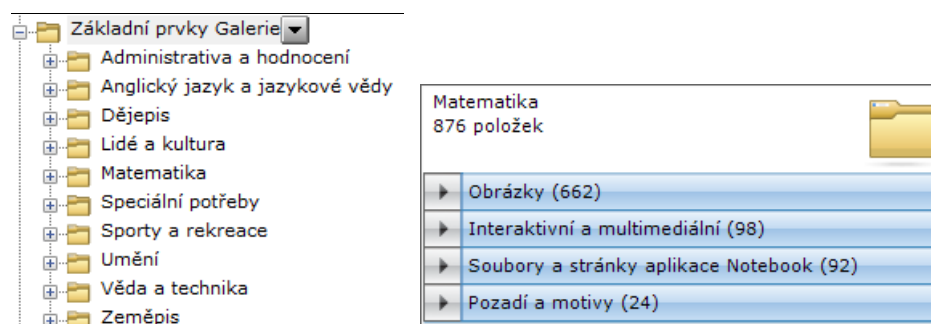 Základní prvky Galerie
Administrativa a hodnocení
Anglický jazyk a jazykové vědy
Dějepis
Lidé a kultura
Matematika
Speciální potřeby
Sporty a rekreace
Umění
Věda a technika
Zeměpis
Matematika
876 položek
Obrázky (662)
Interaktivní a multimediální (98)
Soubory a stránky aplikace Notebook (92)
Pozadí a motivy (24)